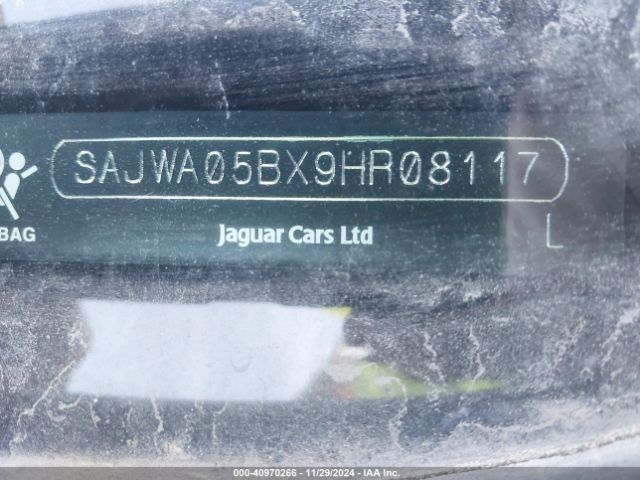 SAJWA05BX9HR08117
BAG
Jaguar Cars Ltd
L
000-40970266 - 11/29/2024 - IAA Inc.